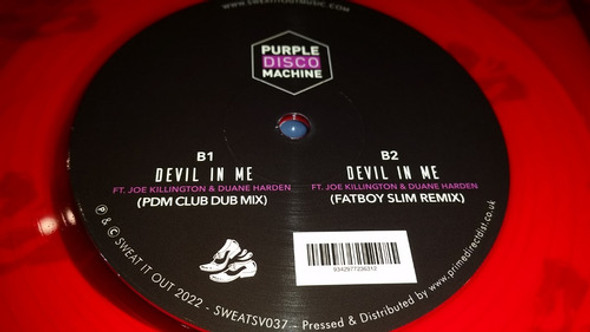 WWW.SWEATITOUTMUSIC.COM
PURPLE
DISCO
MACHINE
B1
DEVIL IN ME
FT. JOE KILLINGTON & DUANE HARDEN
(PDM CLUB DUB MIX)
B2
DEVIL IN ME
FT. JOE KILLINGTON & DUANE HARDEN
(FATBOY SLIM REMIX)
9342977236312
℗ & © SWEAT IT OUT 2022 - SWEATSV037 - Pressed & Distributed by www.primedirectdist.co.uk